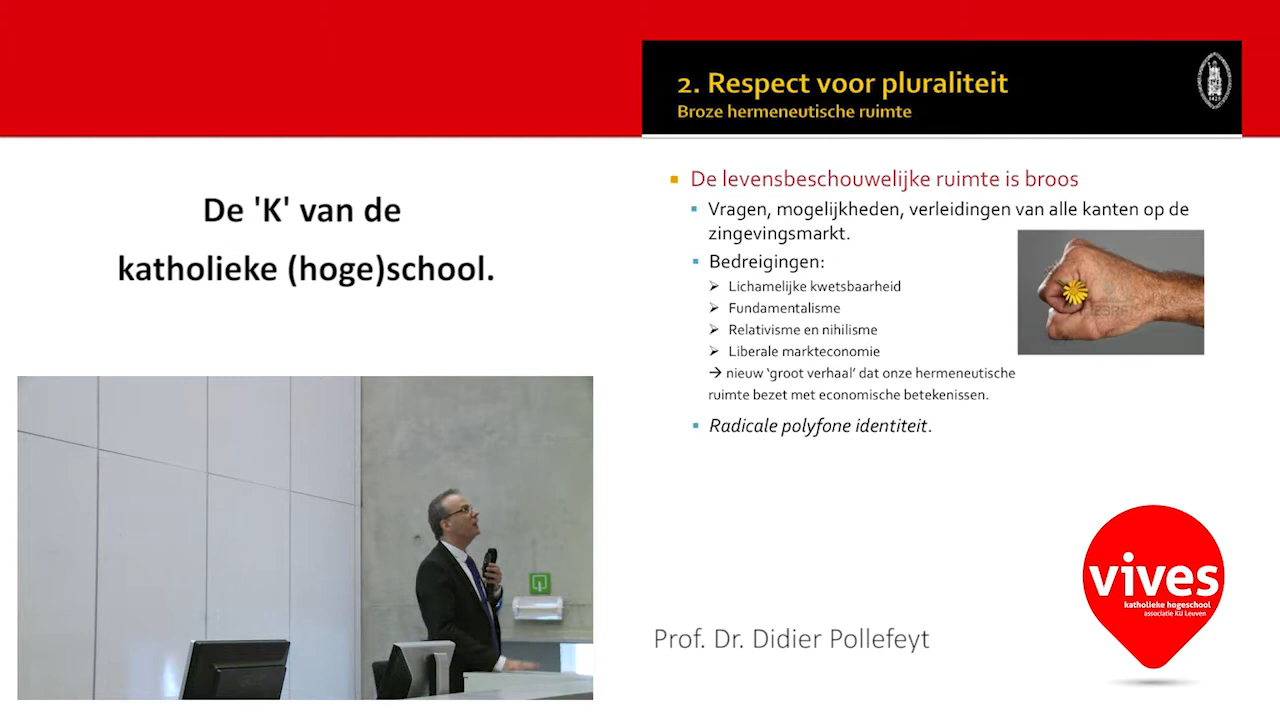 De 'K' van de
katholieke (hoge)school.
2. Respect voor pluraliteit
Broze hermeneutische ruimte
De levensbeschouwelijke ruimte is broos
Vragen, mogelijkheden, verleidingen van alle kanten op de
zingevingsmarkt.
Bedreigingen:
Lichamelijke kwetsbaarheid
Fundamentalisme
Relativisme en nihilisme
Liberale markteconomie
→ nieuw ‘groot verhaal’ dat onze hermeneutische
ruimte bezet met economische betekenissen.
Radicale polyfone identiteit.
Prof. Dr. Didier Pollefeyt
vives
katholieke hogeschool
associatie KU Leuven